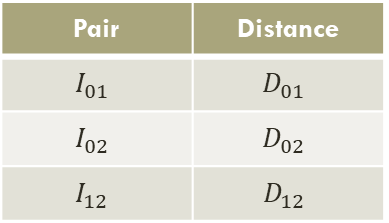 Pair Distance
I₀₁ D₀₁
I₀₂ D₀₂
I₁₂ D₁₂